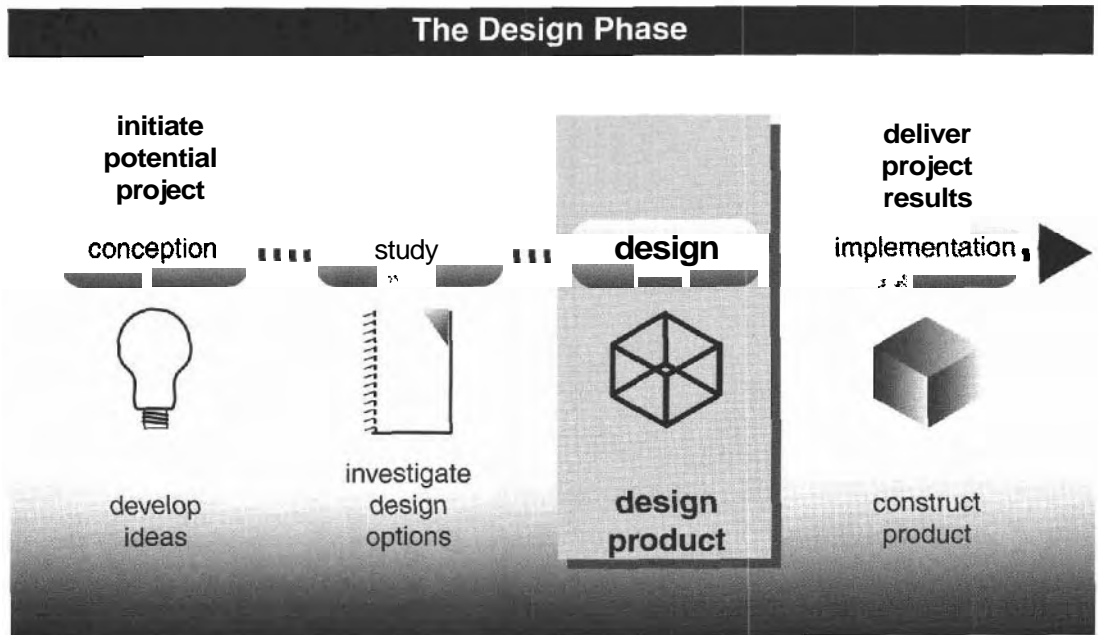 The Design Phase
initiate
potential
project
deliver
project
results
conception
study
design
implementation
develop
ideas
investigate
design
options
design
product
construct
product